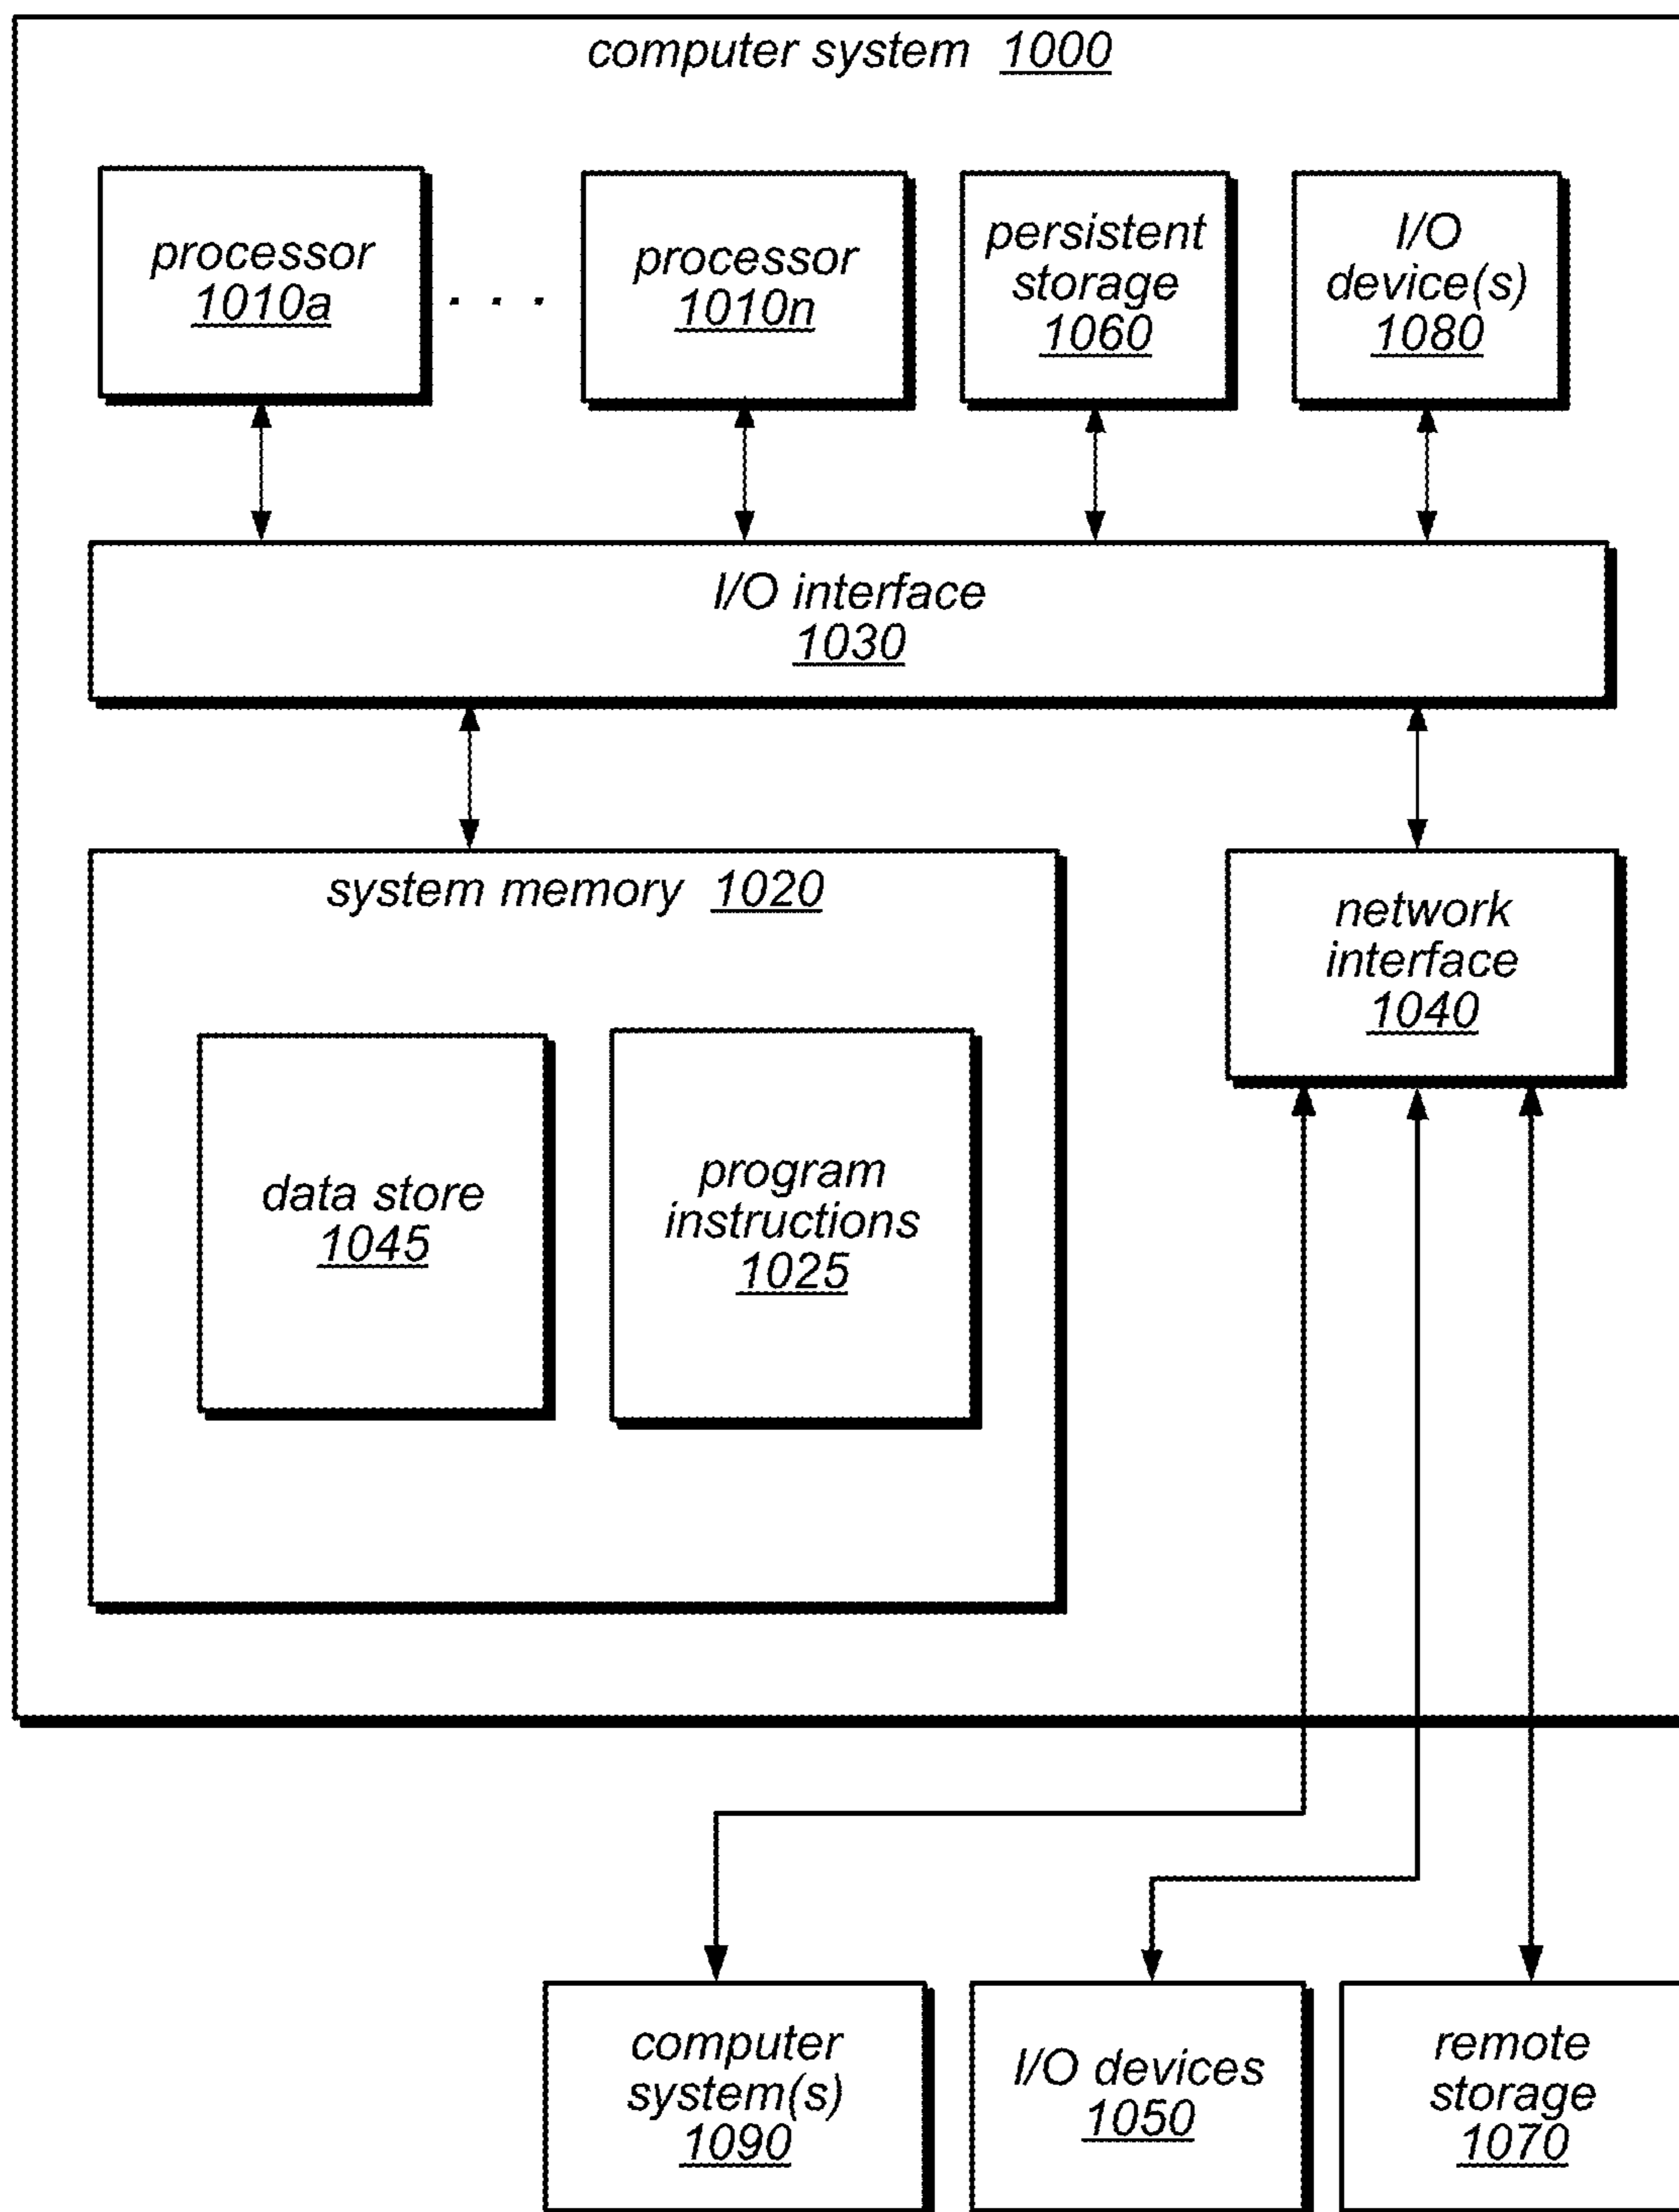 computer system 1000
processor
1010a
. . .
processor
1010n
persistent
storage
1060
I/O
device(s)
1080
I/O interface
1030
system memory 1020
network
interface
1040
data store
1045
program
instructions
1025
computer
system(s)
1090
I/O devices
1050
remote
storage
1070